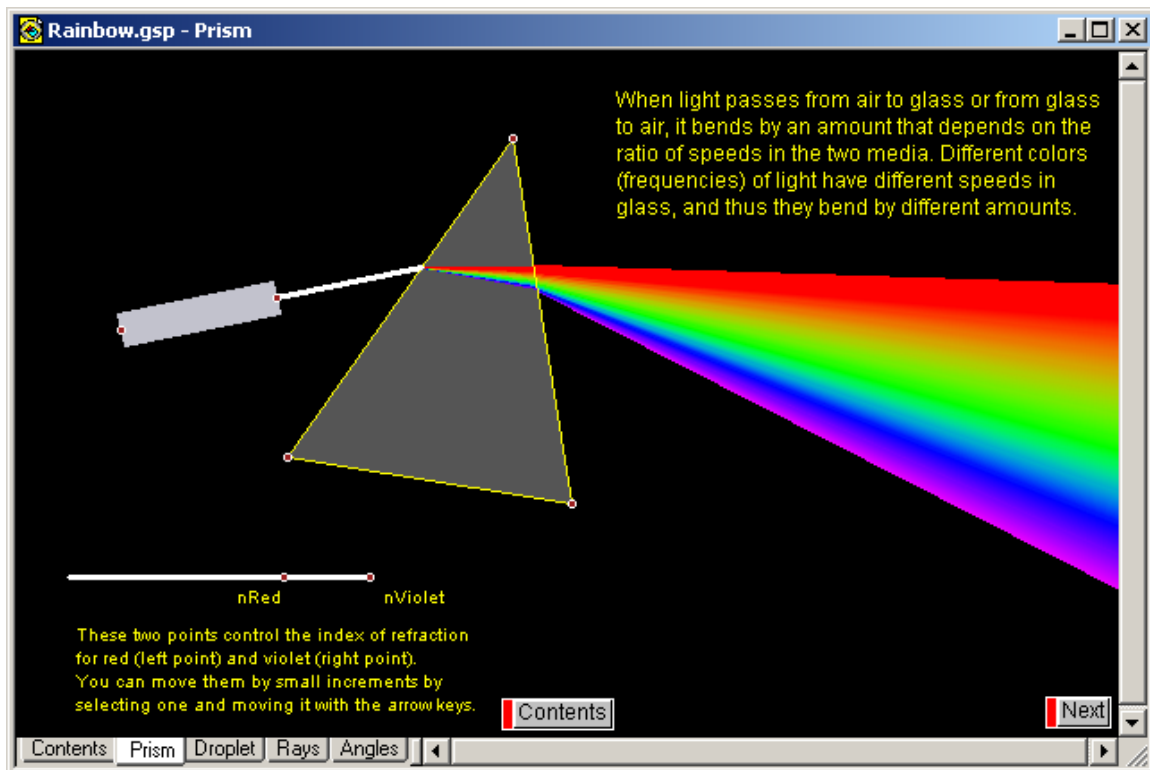 Rainbow.gsp - Prism
When light passes from air to glass or from glass
to air, it bends by an amount that depends on the
ratio of speeds in the two media. Different colors
(frequencies) of light have different speeds in
glass, and thus they bend by different amounts.
nRed nViolet
These two points control the index of refraction
for red (left point) and violet (right point).
You can move them by small increments by
selecting one and moving it with the arrow keys.
Contents Next
Contents Prism Droplet Rays Angles